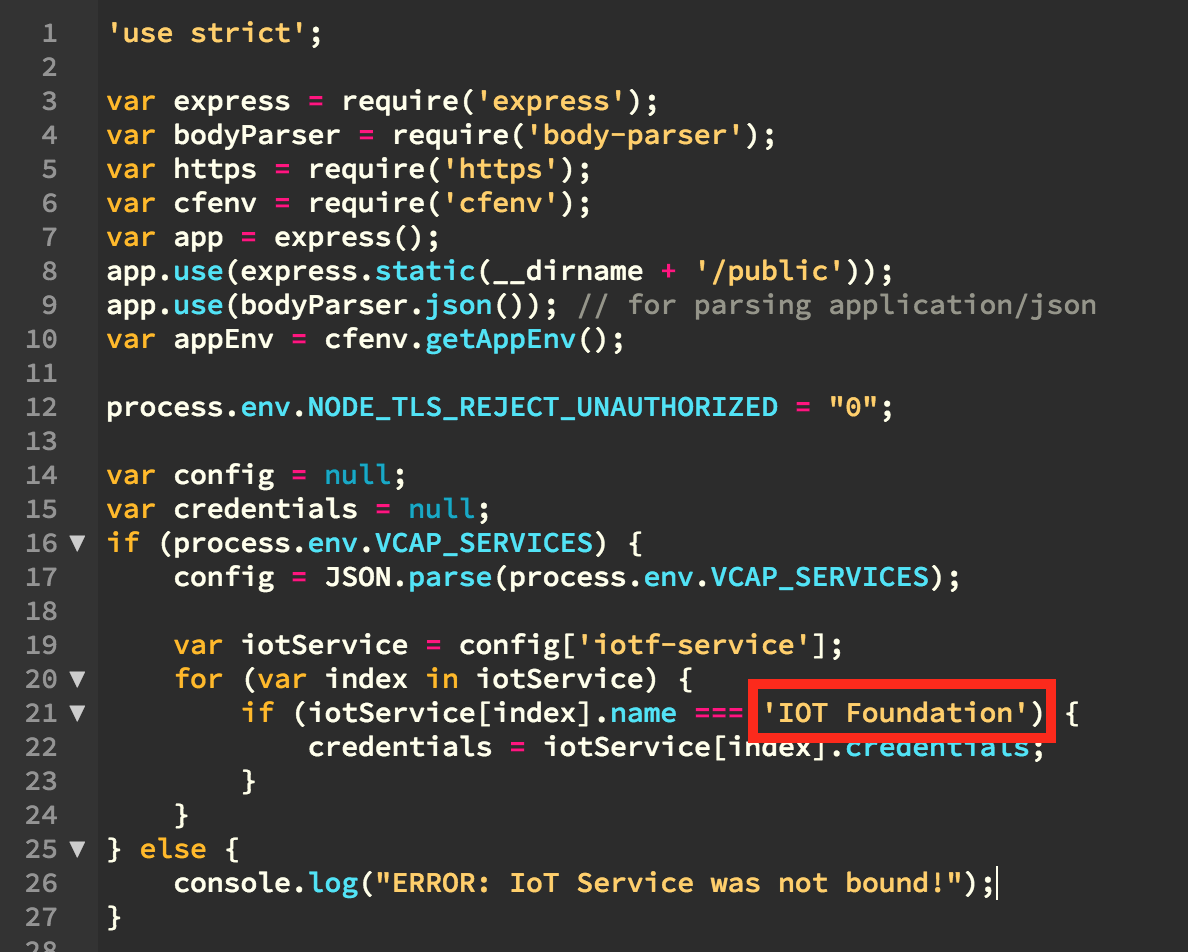 1 'use strict';
2
3 var express = require('express');
4 var bodyParser = require('body-parser');
5 var https = require('https');
6 var cfenv = require('cfenv');
7 var app = express();
8 app.use(express.static(__dirname + '/public'));
9 app.use(bodyParser.json()); // for parsing application/json
10 var appEnv = cfenv.getAppEnv();
11
12 process.env.NODE_TLS_REJECT_UNAUTHORIZED = "0";
13
14 var config = null;
15 var credentials = null;
16 ▼ if (process.env.VCAP_SERVICES) {
17     config = JSON.parse(process.env.VCAP_SERVICES);
18
19     var iotService = config['iotf-service'];
20 ▼     for (var index in iotService) {
21 ▼         if (iotService[index].name === 'IOT Foundation') {
22             credentials = iotService[index].credentials;
23         }
24     }
25 ▼ } else {
26     console.log("ERROR: IoT Service was not bound!");
27 }
28